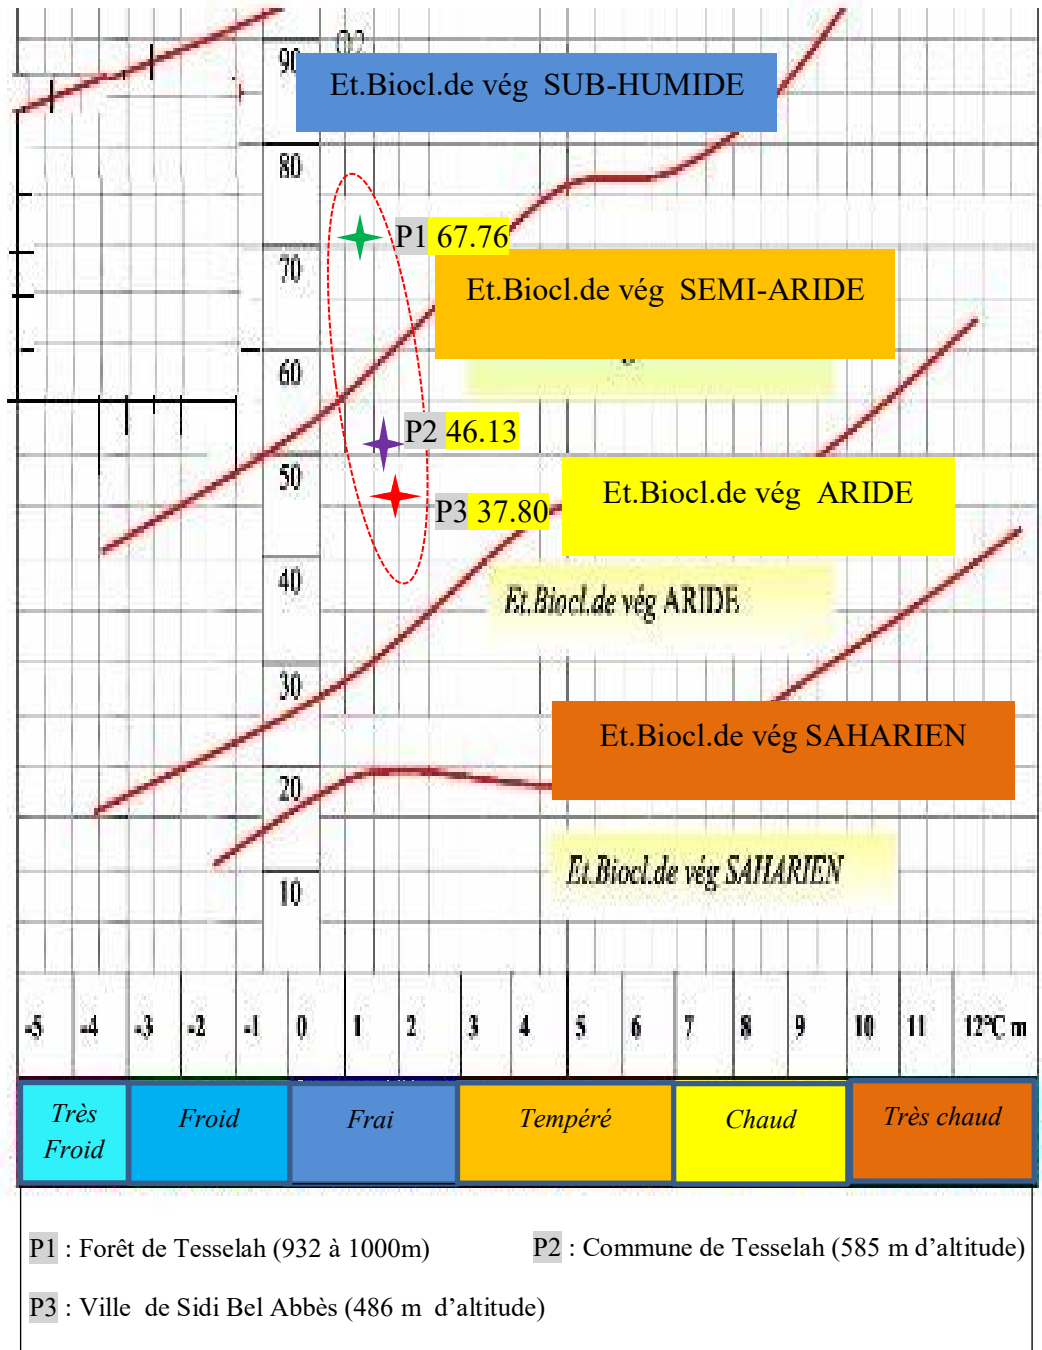 Q2
90
Et.Biocl.de vég SUB-HUMIDE
80
P1 67.76
70
Et.Biocl.de vég SEMI-ARIDE
60
P2 46.13
50
Et.Biocl.de vég ARIDE
P3 37.80
40
Et.Biocl.de vég ARIDE
30
Et.Biocl.de vég SAHARIEN
20
Et.Biocl.de vég SAHARIEN
10
-5 -4 -3 -2 -1 0 1 2 3 4 5 6 7 8 9 10 11 12°C m
Très Froid Frai Tempéré Chaud Très chaud
Froid
P1 : Forêt de Tesselah (932 à 1000m) P2 : Commune de Tesselah (585 m d’altitude)
P3 : Ville de Sidi Bel Abbès (486 m d’altitude)